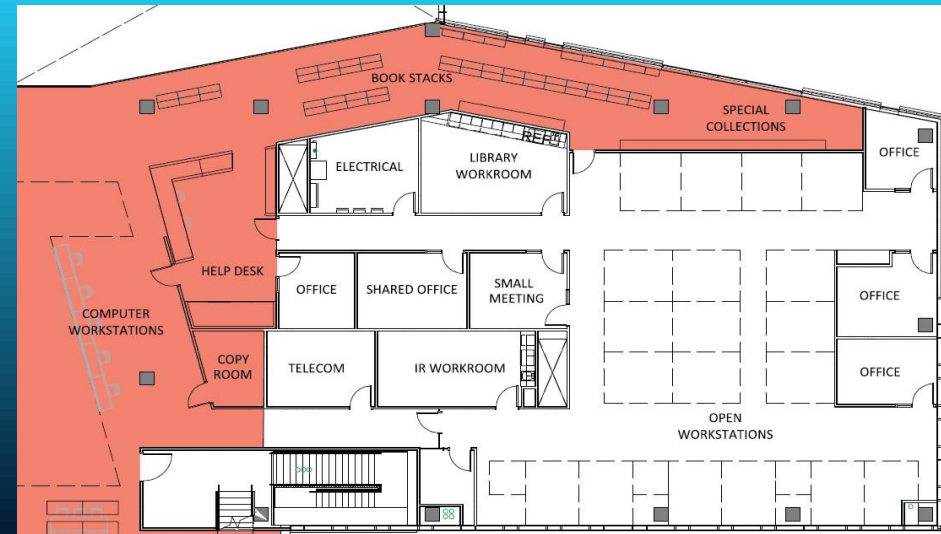 BOOK STACKS
SPECIAL
COLLECTIONS
REF
ELECTRICAL
LIBRARY
WORKROOM
OFFICE
HELP DESK
OFFICE
SHARED OFFICE
SMALL
MEETING
OFFICE
COMPUTER
WORKSTATIONS
COPY
ROOM
TELECOM
IR WORKROOM
OFFICE
OPEN
WORKSTATIONS